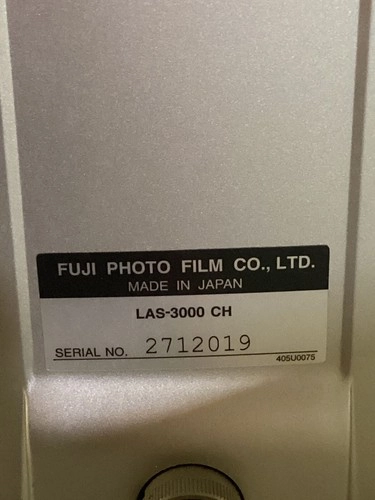 FUJI PHOTO FILM CO., LTD.
MADE IN JAPAN
LAS-3000 CH
SERIAL NO. 2712019
405U0075